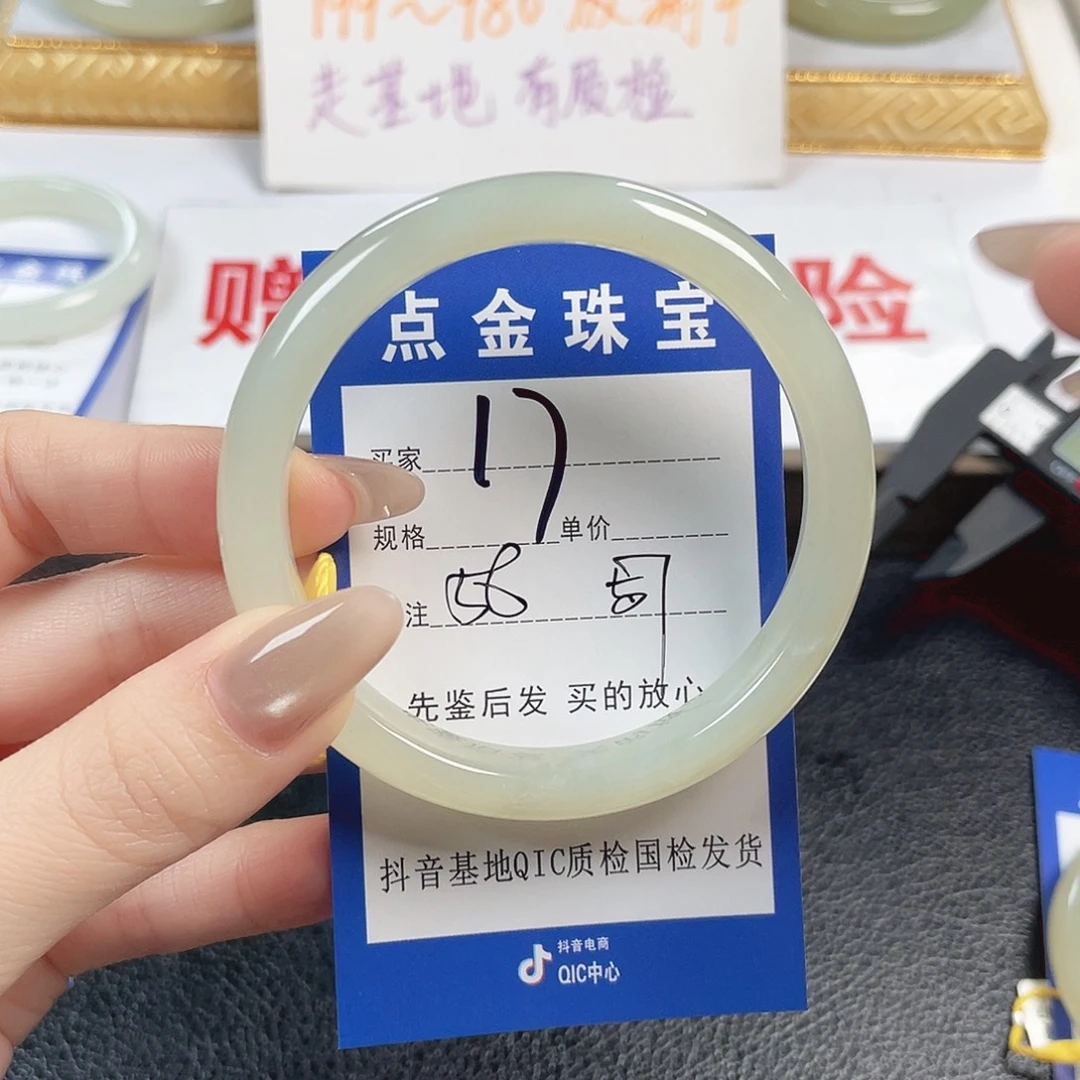 走基地 有质检
赠 险
点金珠宝
买家 17
规格 单价
注 56
先鉴后发 买的放心
抖音基地QIC质检国检发货
抖音电商
QIC中心